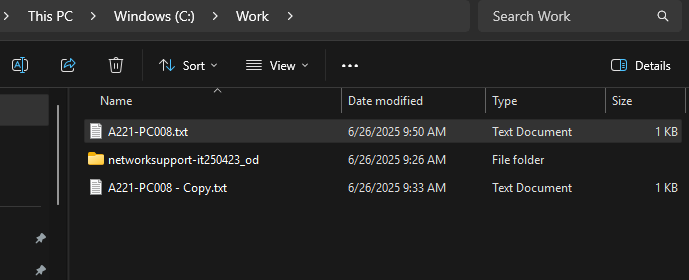 This PC > Windows (C:) > Work > Search Work
Sort View ••• Details
Name Date modified Type Size
A221-PC008.txt 6/26/2025 9:50 AM Text Document 1 KB
networksupport-it250423_od 6/26/2025 9:26 AM File folder
A221-PC008 - Copy.txt 6/26/2025 9:33 AM Text Document 1 KB